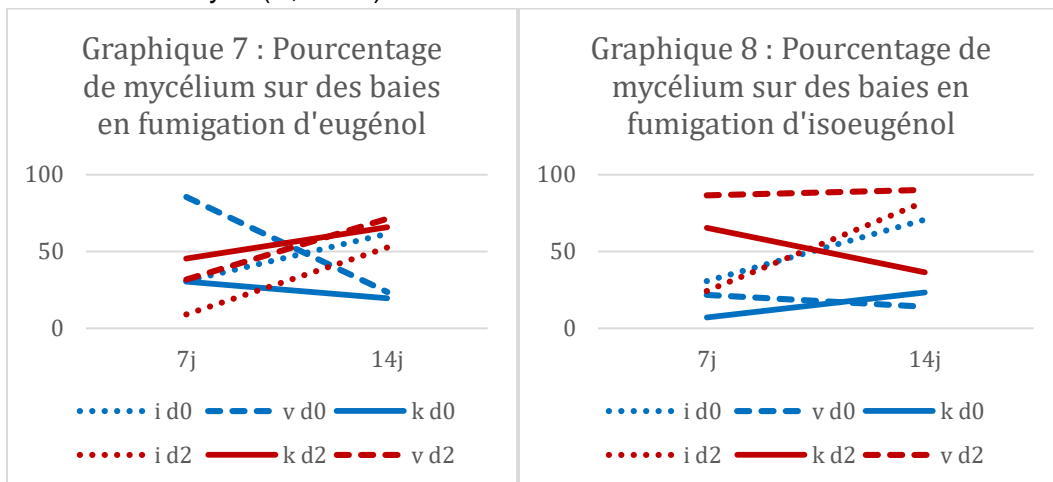 Graphique 7 : Pourcentage
de mycélium sur des baies
en fumigation d'eugénol
100
50
0
7j 14j
i d0 v d0 k d0
i d2 k d2 v d2
Graphique 8 : Pourcentage de
mycélium sur des baies en
fumigation d'isoeugénol
100
50
0
7j 14j
i d0 v d0 k d0
i d2 k d2 v d2